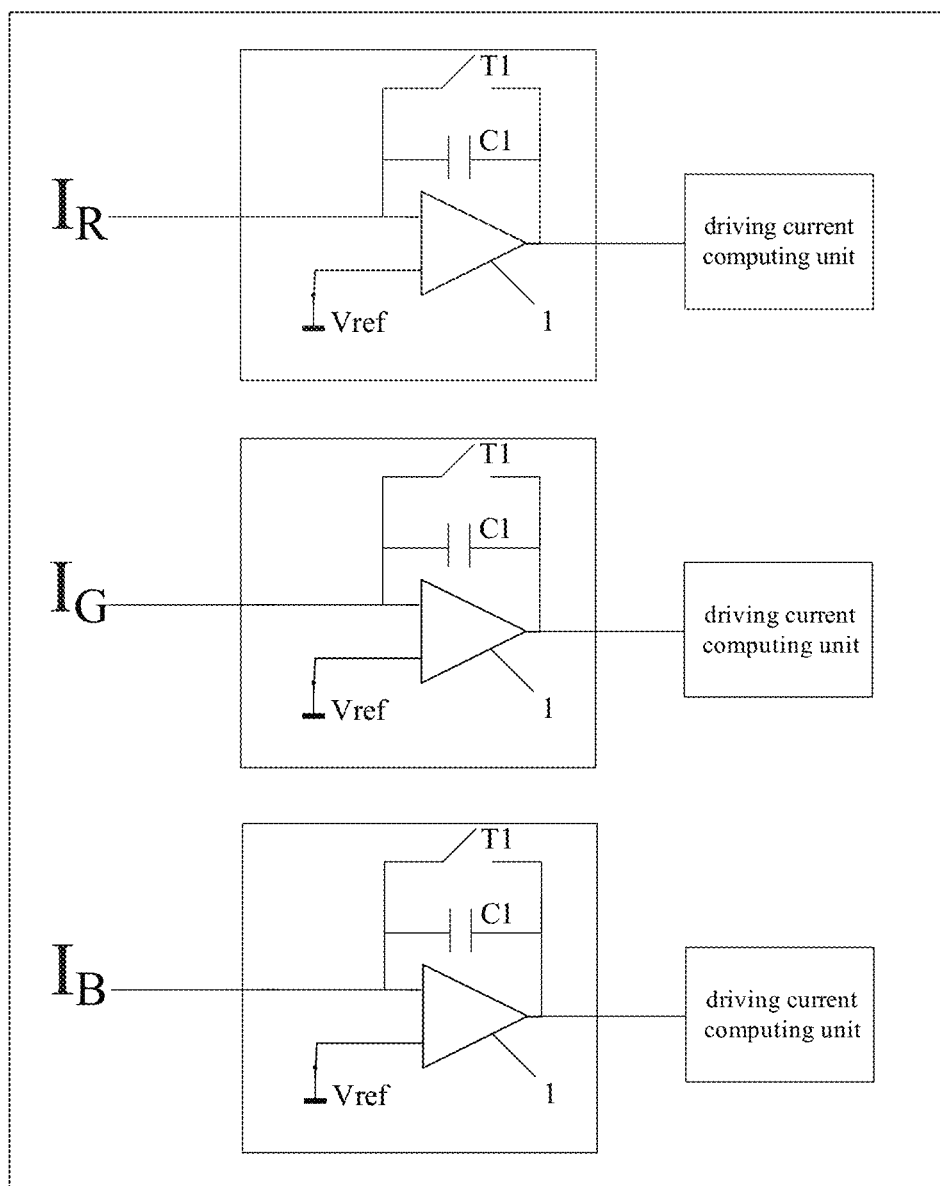 T1
C1
I_R
driving current
computing unit
Vref
1
T1
C1
I_G
driving current
computing unit
Vref
1
T1
C1
I_B
driving current
computing unit
Vref
1